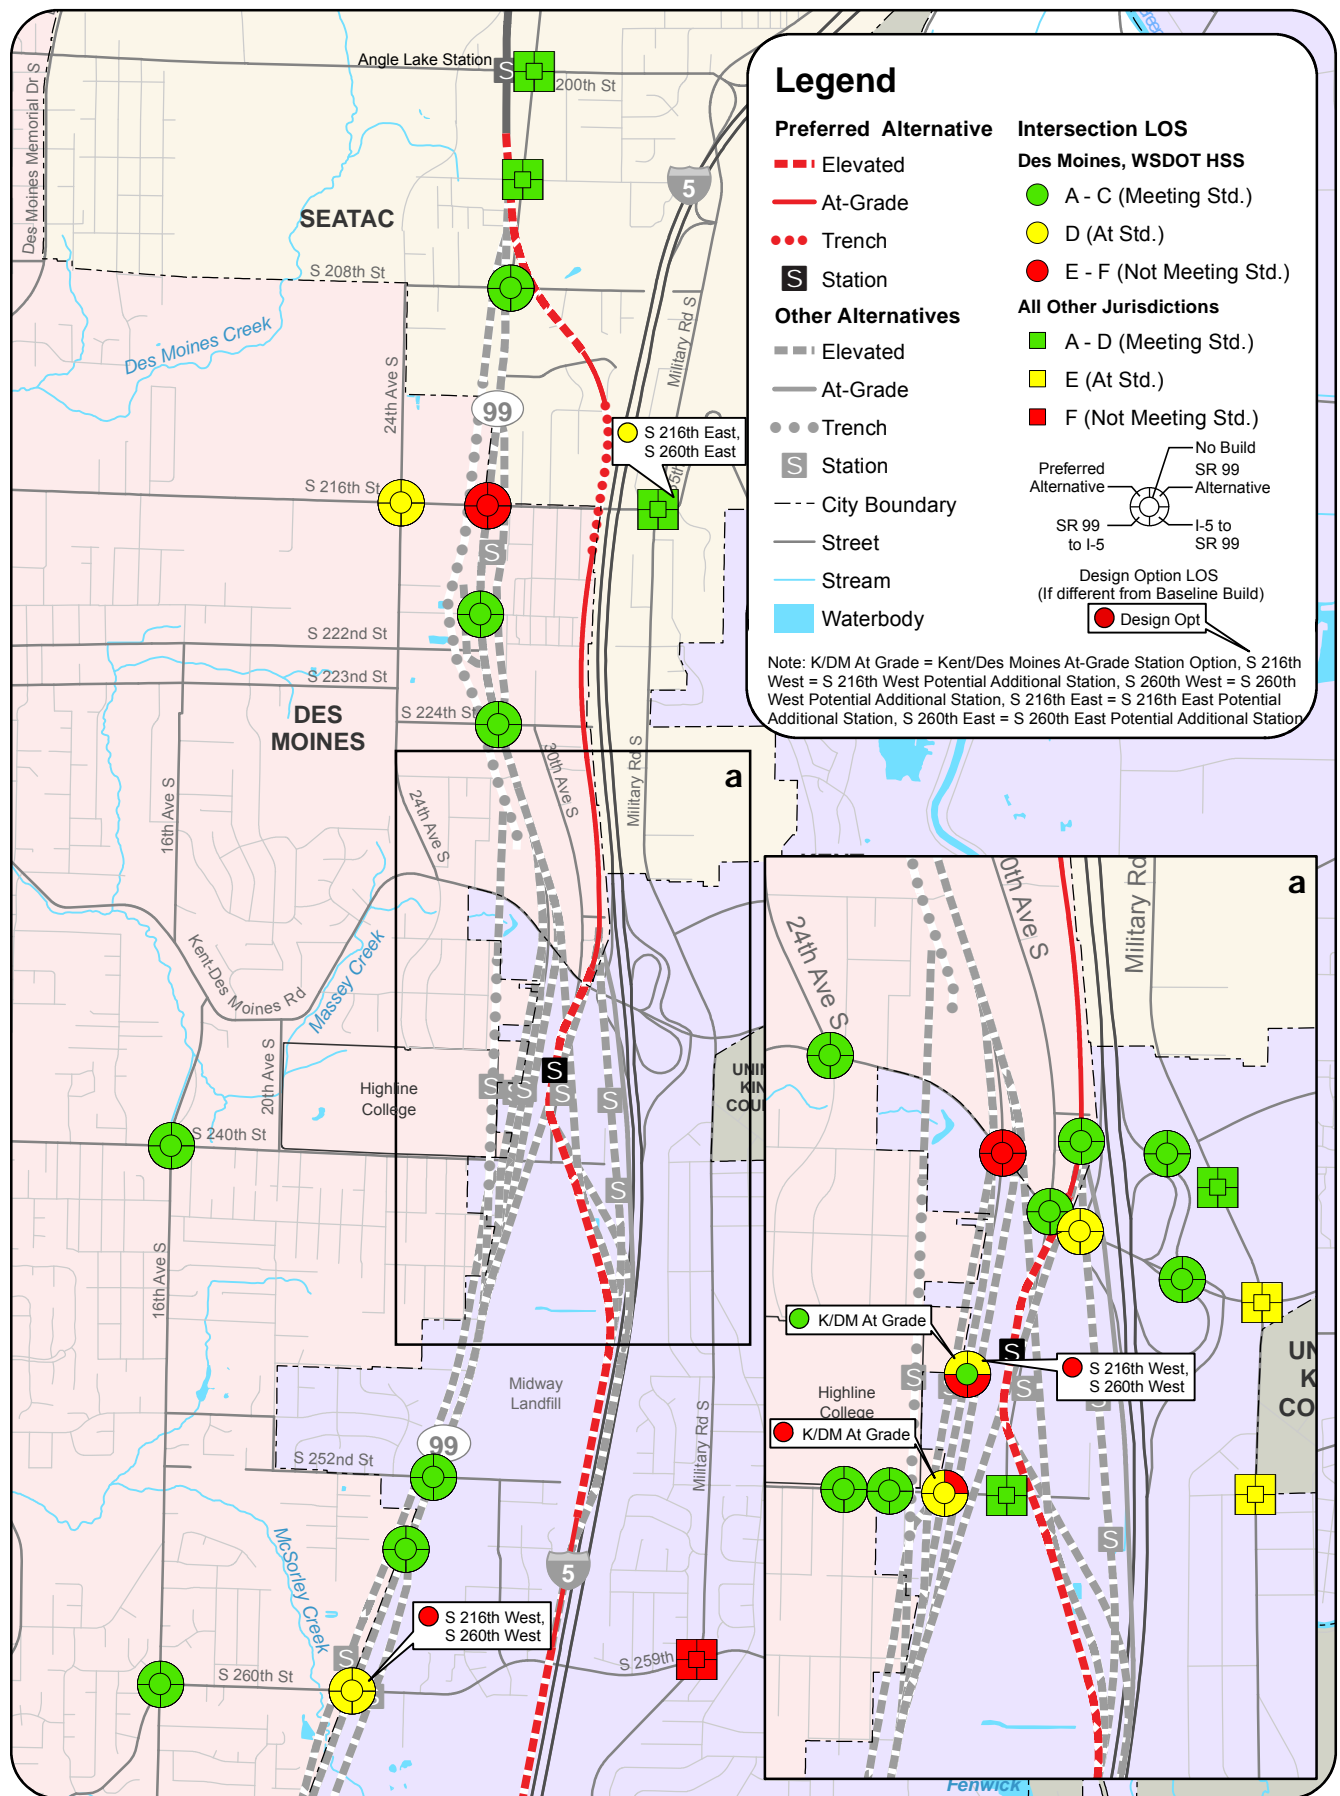 Angle Lake Station
S
200th St
Des Moines Memorial Dr S
SEATAC
5
S 208th St
Des Moines Creek
24th Ave S
Military Rd S
99
S 216th East,
S 260th East
S 216th St
S
S 222nd St
S 223rd St
S 224th St
DES
MOINES
a
30th Ave S
Military Rd S
24th Ave S
16th Ave S
Kent-Des Moines Rd
Massey Creek
20th Ave S
Highline
College
S
S
S
S
S
S
S 240th St
16th Ave S
Midway
Landfill
Military Rd S
99
S 252nd St
McSorley Creek
5
S 216th West,
S 260th West
S
S 260th St
S 259th
Legend
Preferred Alternative
Elevated
At-Grade
Trench
S Station
Other Alternatives
Elevated
At-Grade
Trench
S Station
City Boundary
Street
Stream
Waterbody
Intersection LOS
Des Moines, WSDOT HSS
A - C (Meeting Std.)
D (At Std.)
E - F (Not Meeting Std.)
All Other Jurisdictions
A - D (Meeting Std.)
E (At Std.)
F (Not Meeting Std.)
No Build
Preferred
Alternative
SR 99
Alternative
SR 99
to I-5
I-5 to
SR 99
Design Option LOS
(If different from Baseline Build)
Design Opt
Note: K/DM At Grade = Kent/Des Moines At-Grade Station Option, S 216th
West = S 216th West Potential Additional Station, S 260th West = S 260th
West Potential Additional Station, S 216th East = S 216th East Potential
Additional Station, S 260th East = S 260th East Potential Additional Station
a
0th Ave S
Military Rd
24th Ave S
K/DM At Grade
S
S 216th West,
S 260th West
S
S
Highline
College
K/DM At Grade
S
UN
K
CO
Fenwick